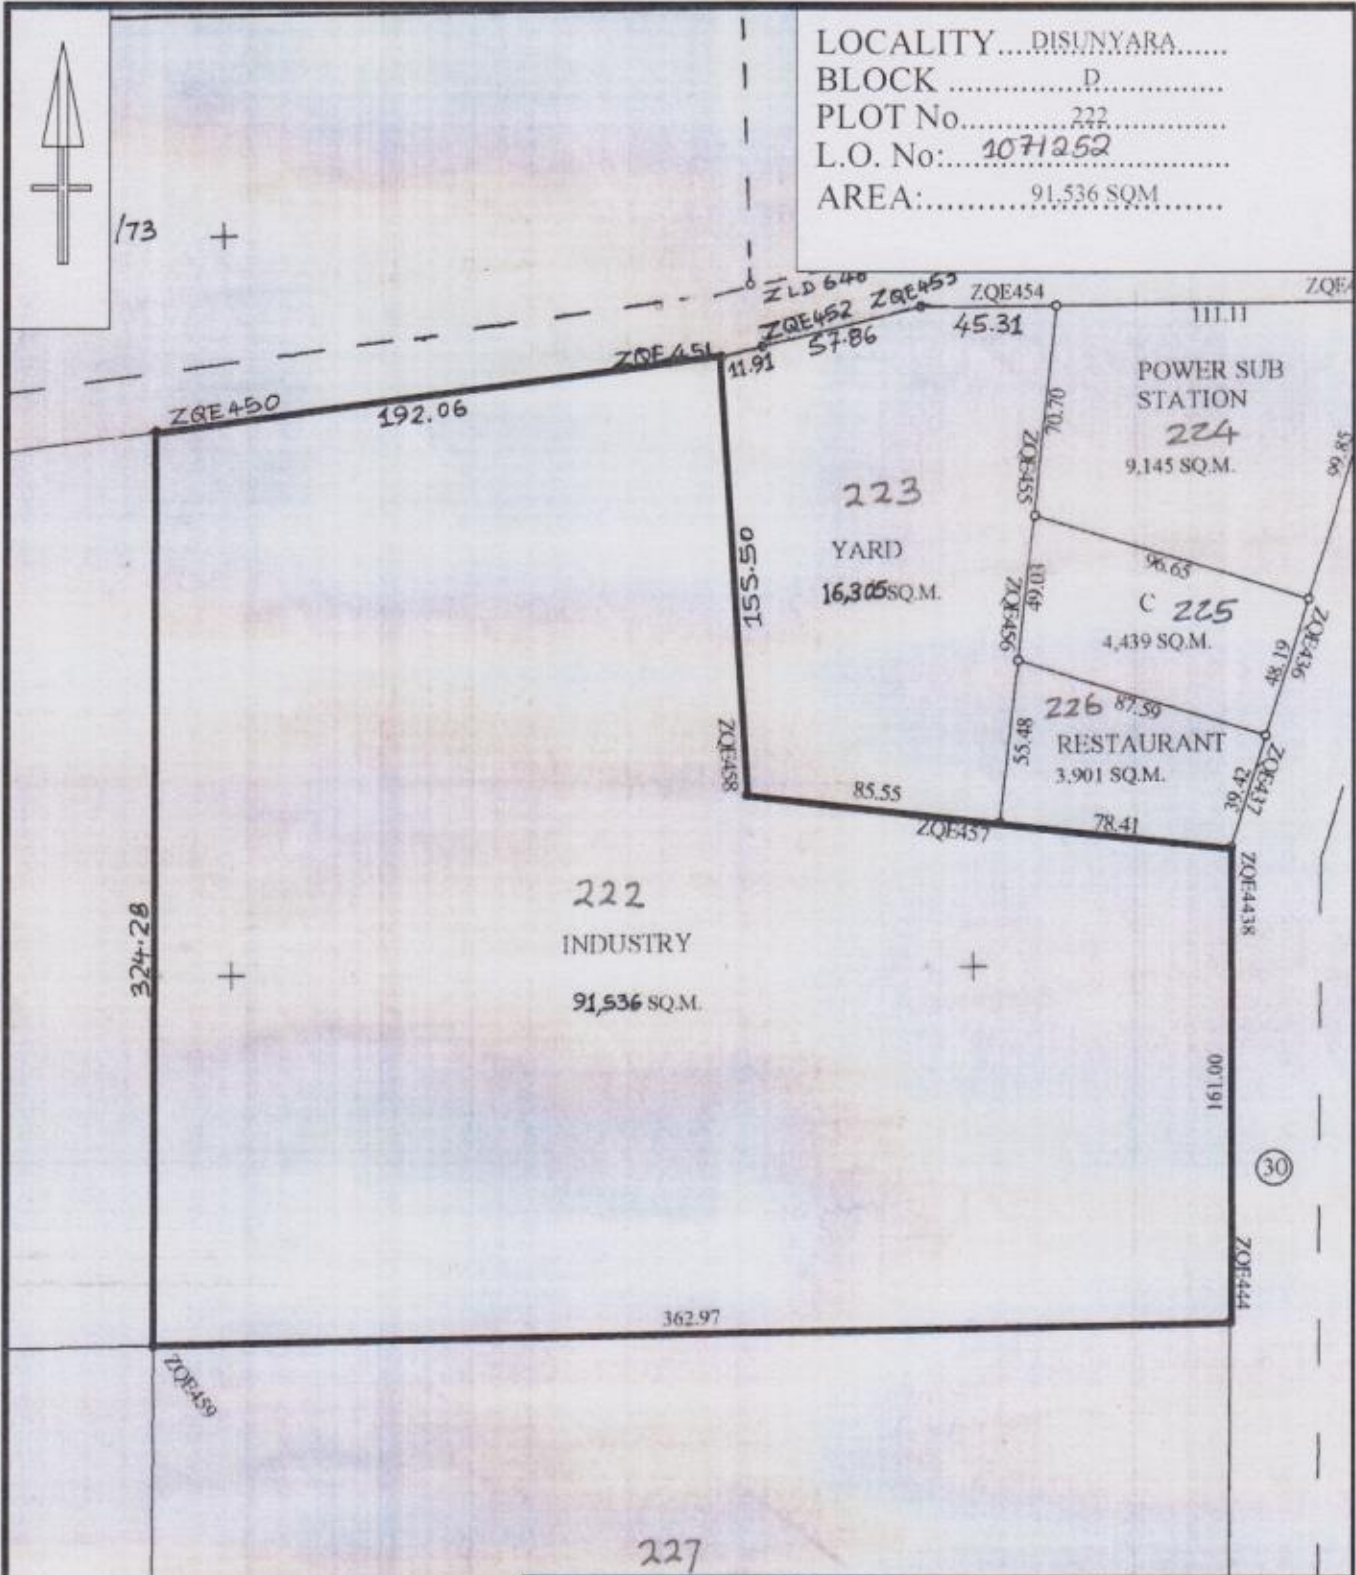 LOCALITY....DISUNYARA......
BLOCK ..............D..............
PLOT No..............222..............
L.O. No:....1071252..............
AREA:............91,536 SQM..........
/73
ZLD 640
ZQE452
ZQE453
ZQE454
ZQE4
57.86
45.31
111.11
ZQE451
11.91
ZQE450
192.06
POWER SUB
STATION
224
9,145 SQ.M.
70.70
99.85
ZQE455
223
YARD
16,305 SQ.M.
155.50
96.65
49.03
C 225
4,439 SQ.M.
ZQE456
ZQE436
48.19
226
87.59
RESTAURANT
3,901 SQ.M.
55.48
ZQE458
ZQE437
39.42
85.55
ZQE457
78.41
ZQE4438
222
INDUSTRY
91,536 SQ.M.
324.28
161.00
30
ZQE444
362.97
ZQE459
227